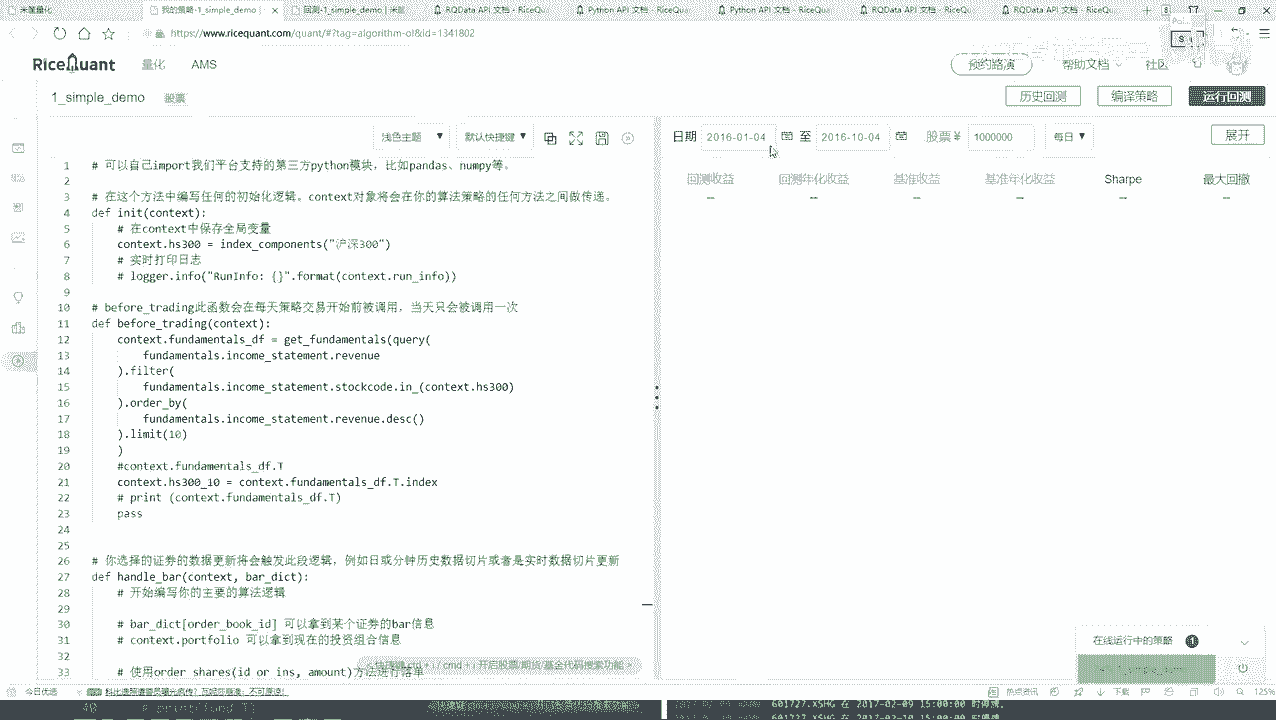 米筐量化
我的策略-1_simple_demo
回测-1_simple_demo | 米筐
RQData API 文档 - RiceQu
Python API 文档 - RiceQua
Python API 文档 - RiceQua
RQData API 文档 - RiceQu
RQData API 文档 - RiceQu
https://www.ricequant.com/quant/#?tag=algorithm-ol&id=1341802
RiceQuant
量化
AMS
预约路演
帮助文档
社区
1_simple_demo
股票
历史回测
编译策略
运行回测
浅色主题
默认快捷键
日期
2016-01-04
至
2016-10-04
股票¥
1000000
每日
展开
回测收益
回测年化收益
基准收益
基准年化收益
Sharpe
最大回撤
--
--
--
--
--
--
1 # 可以自己import我们平台支持的第三方python模块，比如pandas、numpy等。
2
3 # 在这个方法中编写任何的初始化逻辑。context对象将会在你的算法策略的任何方法之间做传递。
4 def init(context):
5 # 在context中保存全局变量
6 context.hs300 = index_components("沪深300")
7 # 实时打印日志
8 # logger.info("RunInfo: {}".format(context.run_info))
9
10 # before_trading此函数会在每天策略交易开始前被调用，当天只会被调用一次
11 def before_trading(context):
12 context.fundamentals_df = get_fundamentals(query(
13 fundamentals.income_statement.revenue
14 ).filter(
15 fundamentals.income_statement.stockcode.in_(context.hs300)
16 ).order_by(
17 fundamentals.income_statement.revenue.desc()
18 ).limit(10)
19 )
20 #context.fundamentals_df.T
21 context.hs300_10 = context.fundamentals_df.T.index
22 # print (context.fundamentals_df.T)
23 pass
24
25
26 # 你选择的证券的数据更新将会触发此段逻辑，例如日或分钟历史数据切片或者是实时数据切片更新
27 def handle_bar(context, bar_dict):
28 # 开始编写你的主要的算法逻辑
29
30 # bar_dict[order_book_id] 可以拿到某个证券的bar信息
31 # context.portfolio 可以拿到现在的投资组合信息
32
33 # 使用order_shares(id_or_ins, amount)方法进行落单
在线运行中的策略
1
今日优选
热点资讯
下载
125%
601727.XSHG 在 2017-02-09 15:00:00 时停牌.